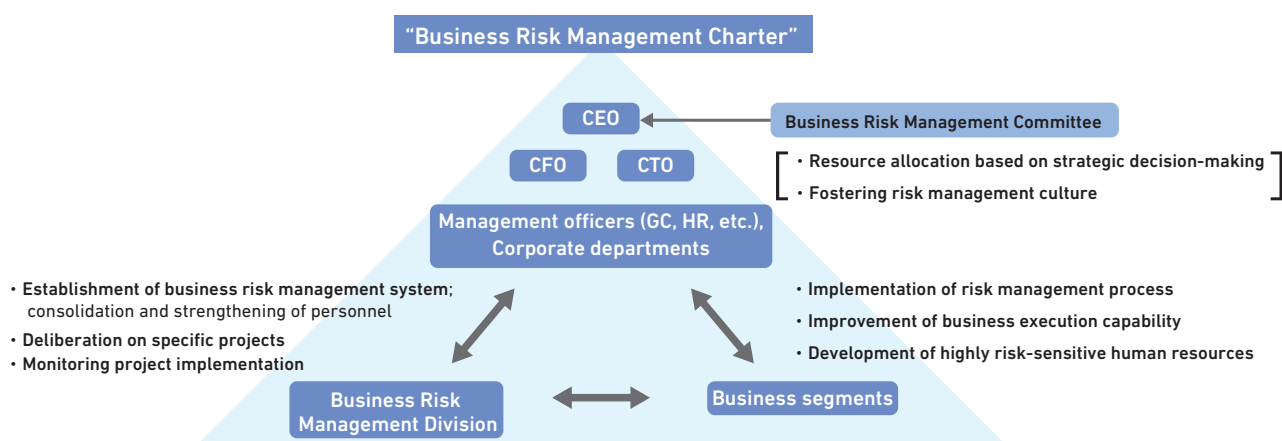 “Business Risk Management Charter”
CEO
Business Risk Management Committee
CFO
CTO
・Resource allocation based on strategic decision-making
・Fostering risk management culture
Management officers (GC, HR, etc.),
Corporate departments
・Establishment of business risk management system;
consolidation and strengthening of personnel
・Deliberation on specific projects
・Monitoring project implementation
・Implementation of risk management process
・Improvement of business execution capability
・Development of highly risk-sensitive human resources
Business Risk
Management Division
Business segments